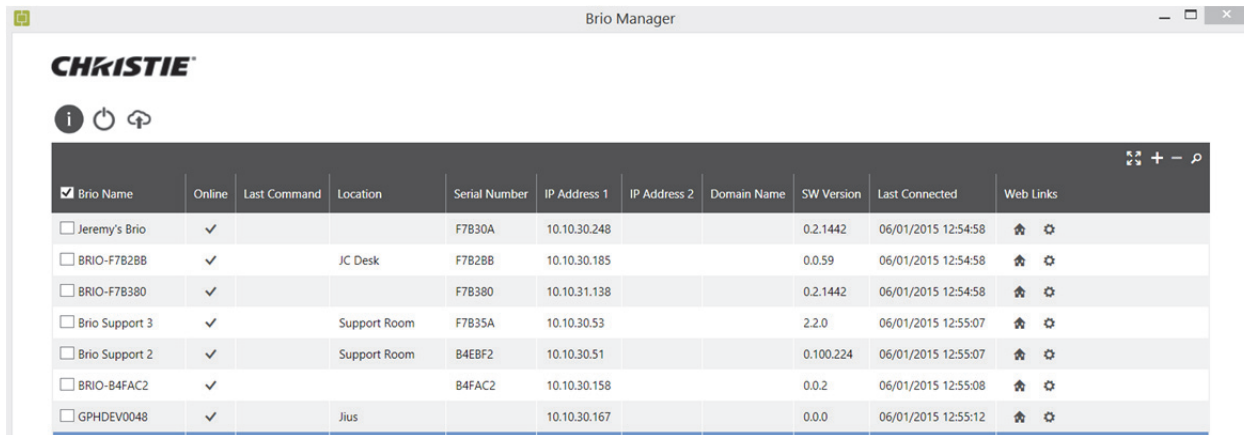 Brio Manager
CHRISTIE
Brio Name Online Last Command Location Serial Number IP Address 1 IP Address 2 Domain Name SW Version Last Connected Web Links
Jeremy's Brio F7B30A 10.10.30.248 0.2.1442 06/01/2015 12:54:58
BRIO-F7B2BB JC Desk F7B2BB 10.10.30.185 0.0.59 06/01/2015 12:54:58
BRIO-F7B380 F7B380 10.10.31.138 0.2.1442 06/01/2015 12:54:58
Brio Support 3 Support Room F7B35A 10.10.30.53 2.2.0 06/01/2015 12:55:07
Brio Support 2 Support Room B4EBF2 10.10.30.51 0.100.224 06/01/2015 12:55:07
BRIO-B4FAC2 B4FAC2 10.10.30.158 0.0.2 06/01/2015 12:55:08
GPHDEV0048 Jius 10.10.30.167 0.0.0 06/01/2015 12:55:12